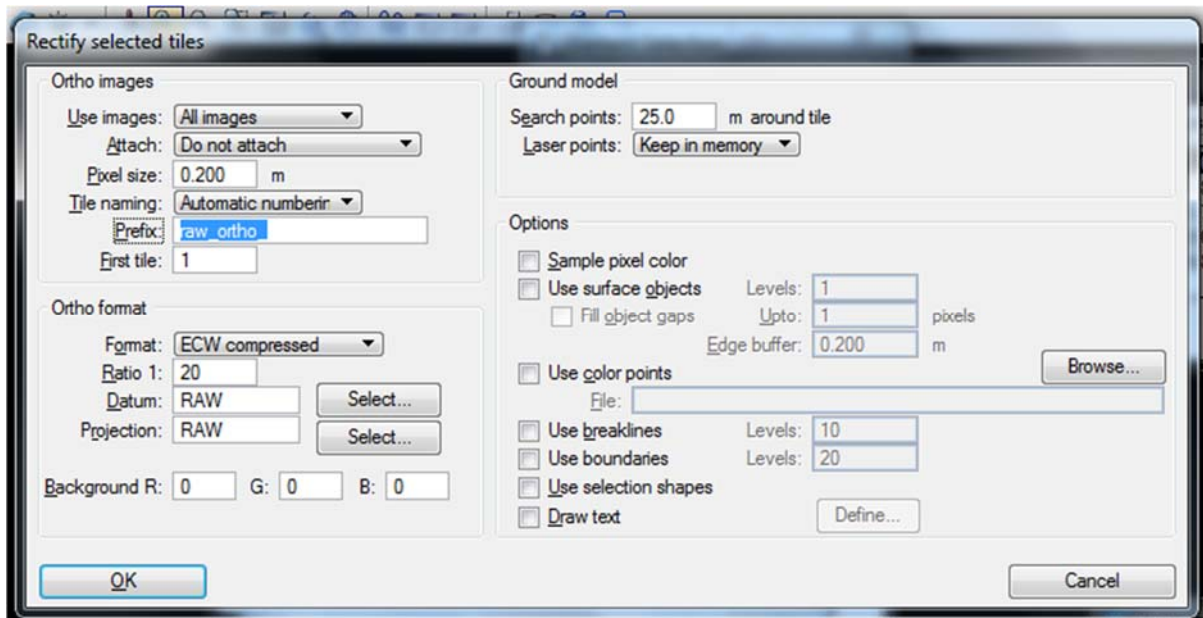 Rectify selected tiles
Ortho images
Use images: All images
Attach: Do not attach
Pixel size: 0.200 m
Tile naming: Automatic numberin
Prefix: raw_ortho_
First tile: 1
Ortho format
Format: ECW compressed
Ratio 1: 20
Datum: RAW Select...
Projection: RAW Select...
Background R: 0 G: 0 B: 0
OK
Ground model
Search points: 25.0 m around tile
Laser points: Keep in memory
Options
Sample pixel color
Use surface objects Levels: 1
Fill object gaps Upto: 1 pixels
Edge buffer: 0.200 m
Use color points Browse...
File:
Use breaklines Levels: 10
Use boundaries Levels: 20
Use selection shapes
Draw text Define...
Cancel